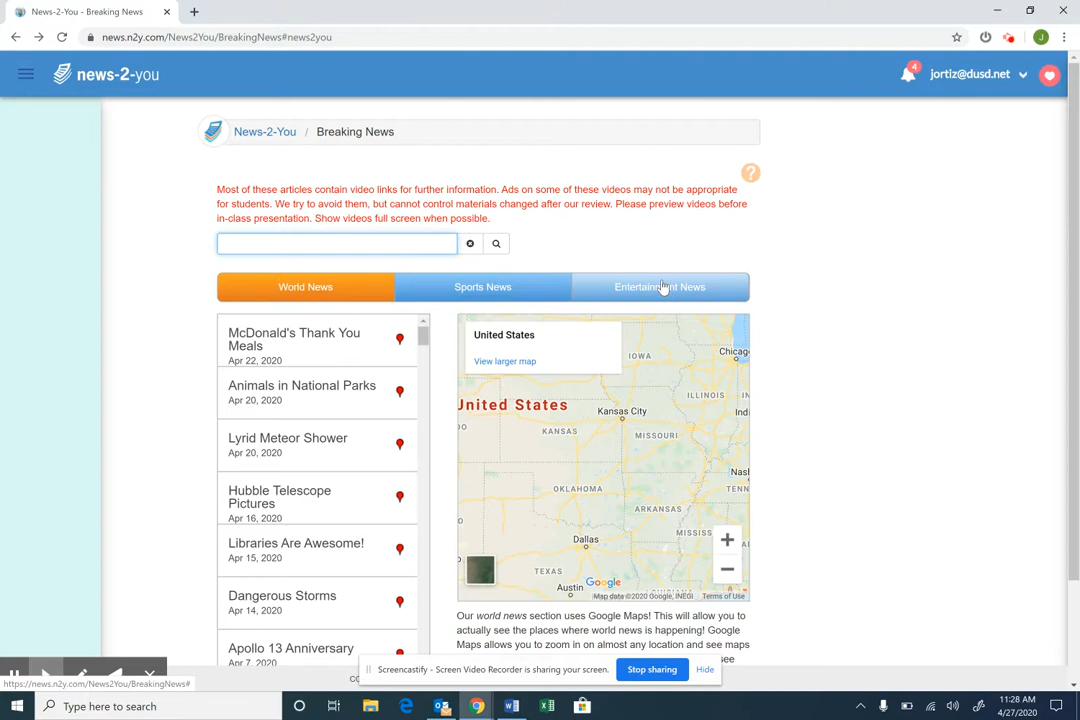 News-2-You - Breaking News
news.n2y.com/News2You/BreakingNews#news2you
J
news-2-you
4
jortiz@dusd.net
News-2-You / Breaking News
?
Most of these articles contain video links for further information. Ads on some of these videos may not be appropriate
for students. We try to avoid them, but cannot control materials changed after our review. Please preview videos before
in-class presentation. Show videos full screen when possible.
World News
Sports News
Entertainment News
McDonald's Thank You
Meals
Apr 22, 2020
Animals in National Parks
Apr 20, 2020
Lyrid Meteor Shower
Apr 20, 2020
Hubble Telescope
Pictures
Apr 16, 2020
Libraries Are Awesome!
Apr 15, 2020
Dangerous Storms
Apr 14, 2020
Apollo 13 Anniversary
Apr 7, 2020
United States
View larger map
IOWA
Chicag
ILLINOIS
Indi
United States
Kansas City
KANSAS
MISSOURI
Nash
OKLAHOMA
TENN
ARKANSAS
MISSISS
Dallas
TEXAS
Austin
Google
Map data ©2020 Google, INEGI
Terms of Use
Our world news section uses Google Maps! This will allow you to
actually see the places where world news is happening! Google
Maps allows you to zoom in on almost any location and see maps
see
Screencastify - Screen Video Recorder is sharing your screen.
Stop sharing
Hide
https://news.n2y.com/News2You/BreakingNews#
Type here to search
11:28 AM
4/27/2020